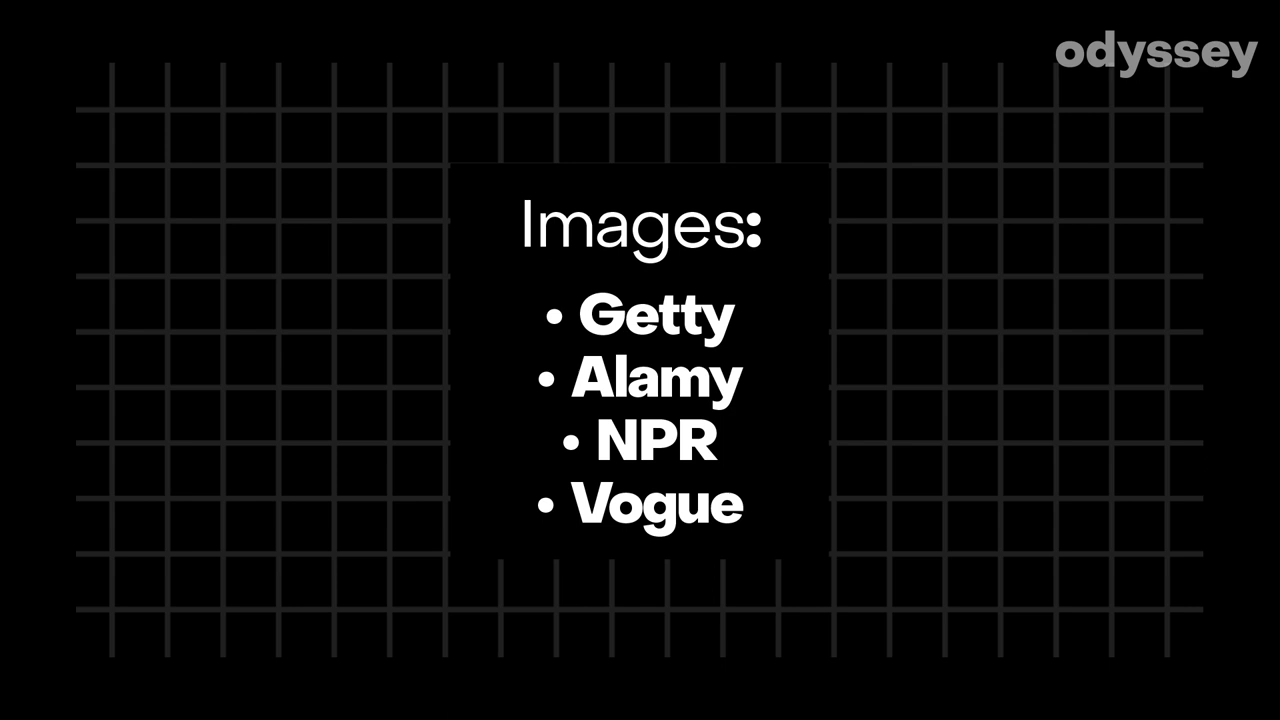 odyssey
Images:
• Getty
• Alamy
• NPR
• Vogue